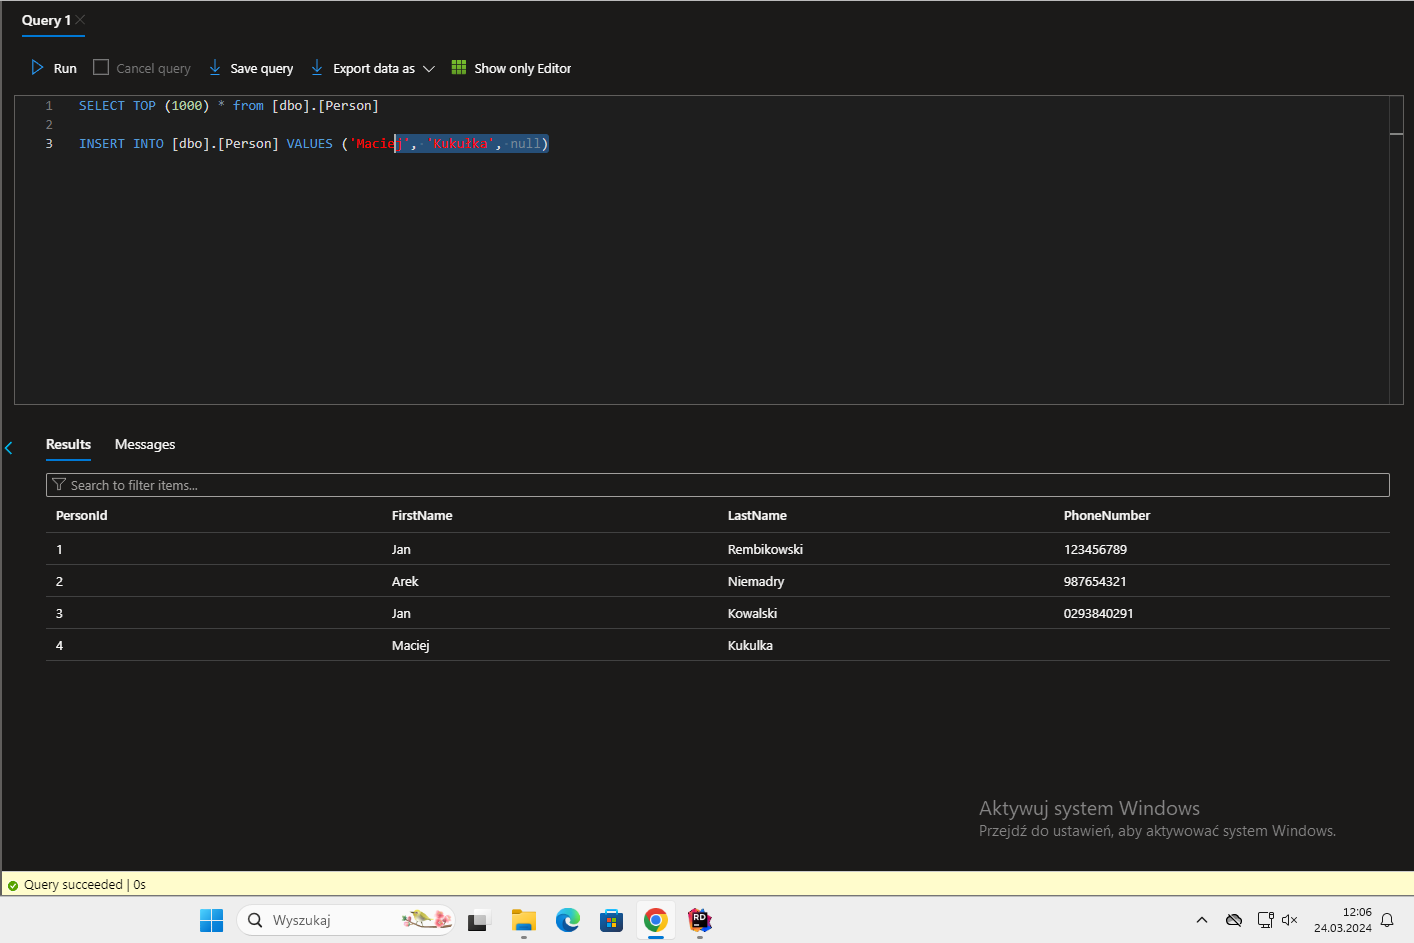 Query 1
Run Cancel query Save query Export data as Show only Editor
1 SELECT TOP (1000) * from [dbo].[Person]
2
3 INSERT INTO [dbo].[Person] VALUES ('Maciej', 'Kukułka', null)
Results Messages
Search to filter items...
PersonId FirstName LastName PhoneNumber
1 Jan Rembikowski 123456789
2 Arek Niemadry 987654321
3 Jan Kowalski 0293840291
4 Maciej Kukulka
Aktywuj system Windows
Przejdź do ustawień, aby aktywować system Windows.
Query succeeded | 0s
Wyszukaj
RD
12:06
24.03.2024